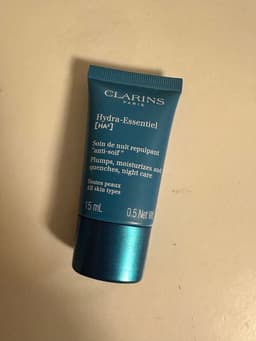 CLARINS
PARIS
Hydra-Essentiel
[HA²]
Soin de nuit repulpant
"anti-soif"
Plumps, moisturizes and
quenches, night care
Toutes peaux
All skin types
15 mL 0.5 Net